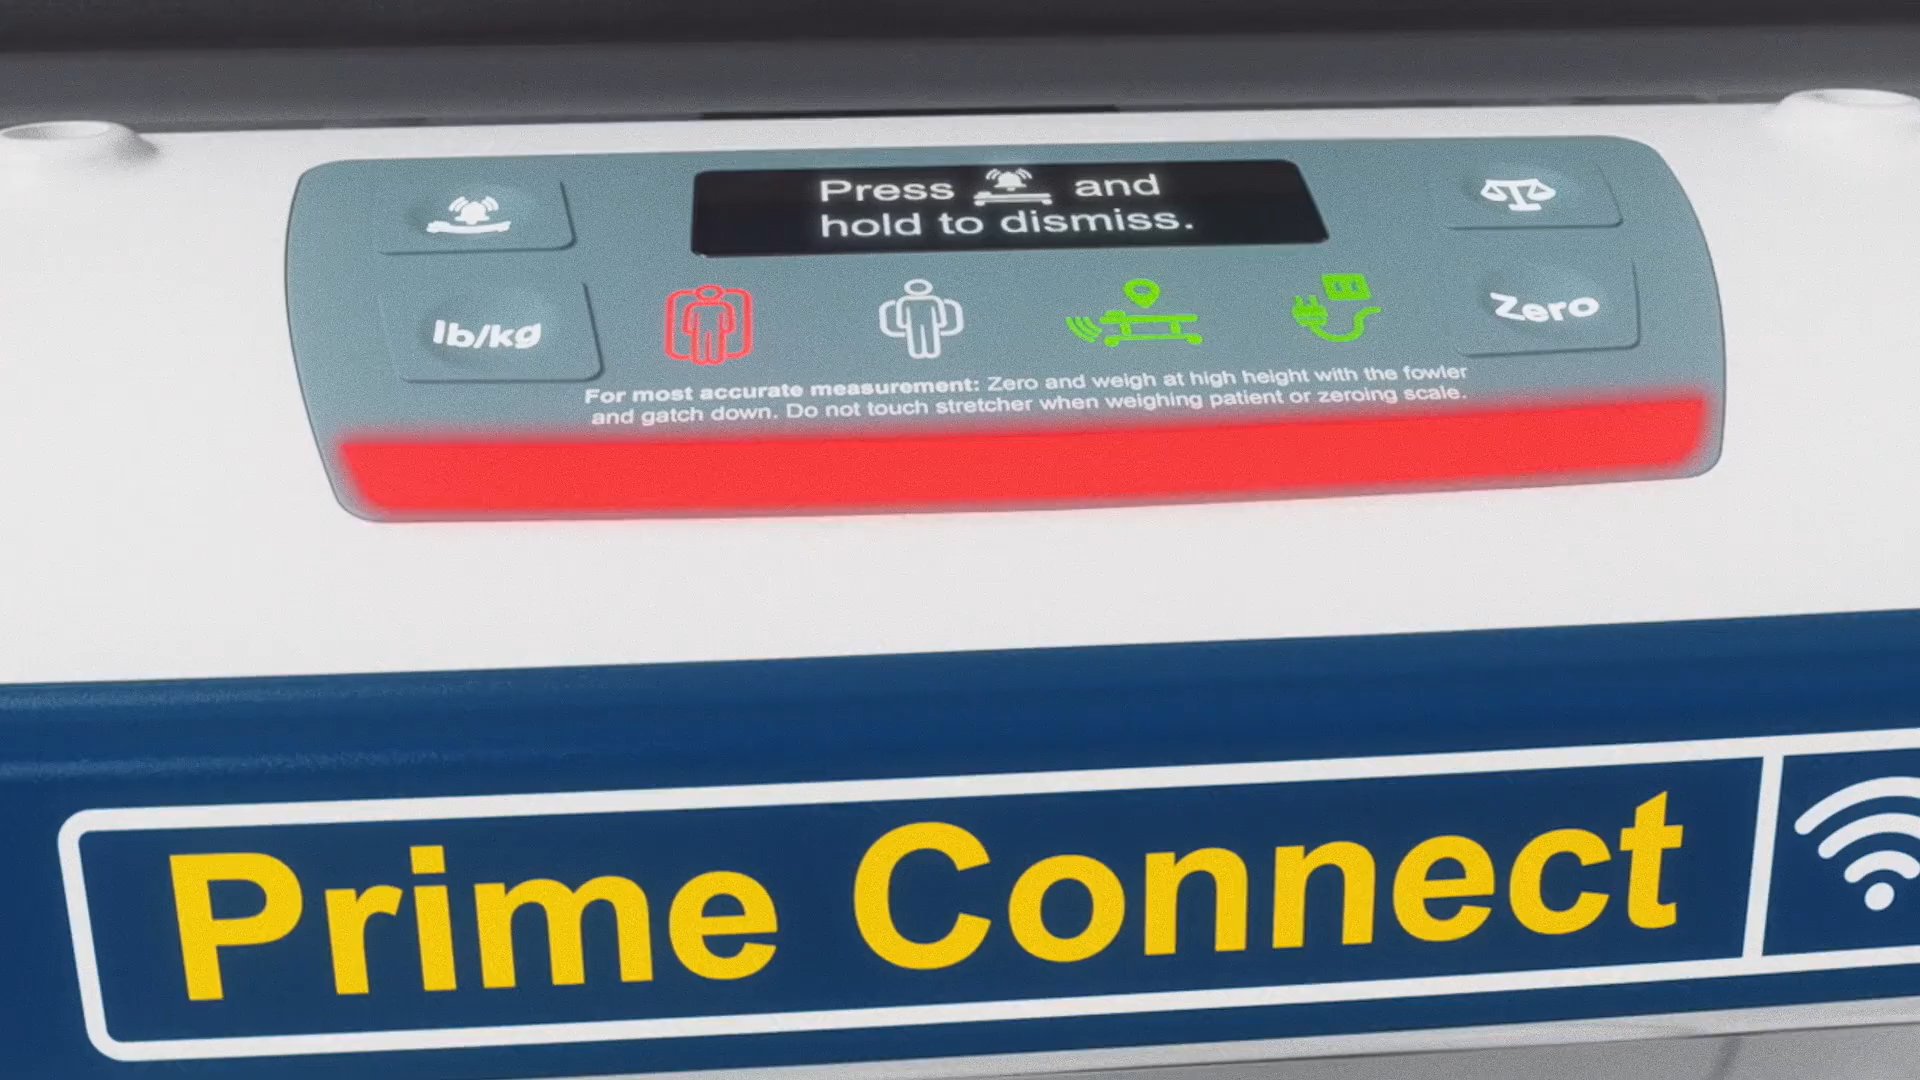 Press and
hold to dismiss.
lb/kg
Zero
For most accurate measurement: Zero and weigh at high height with the fowler
and gatch down. Do not touch stretcher when weighing patient or zeroing scale.
Prime Connect